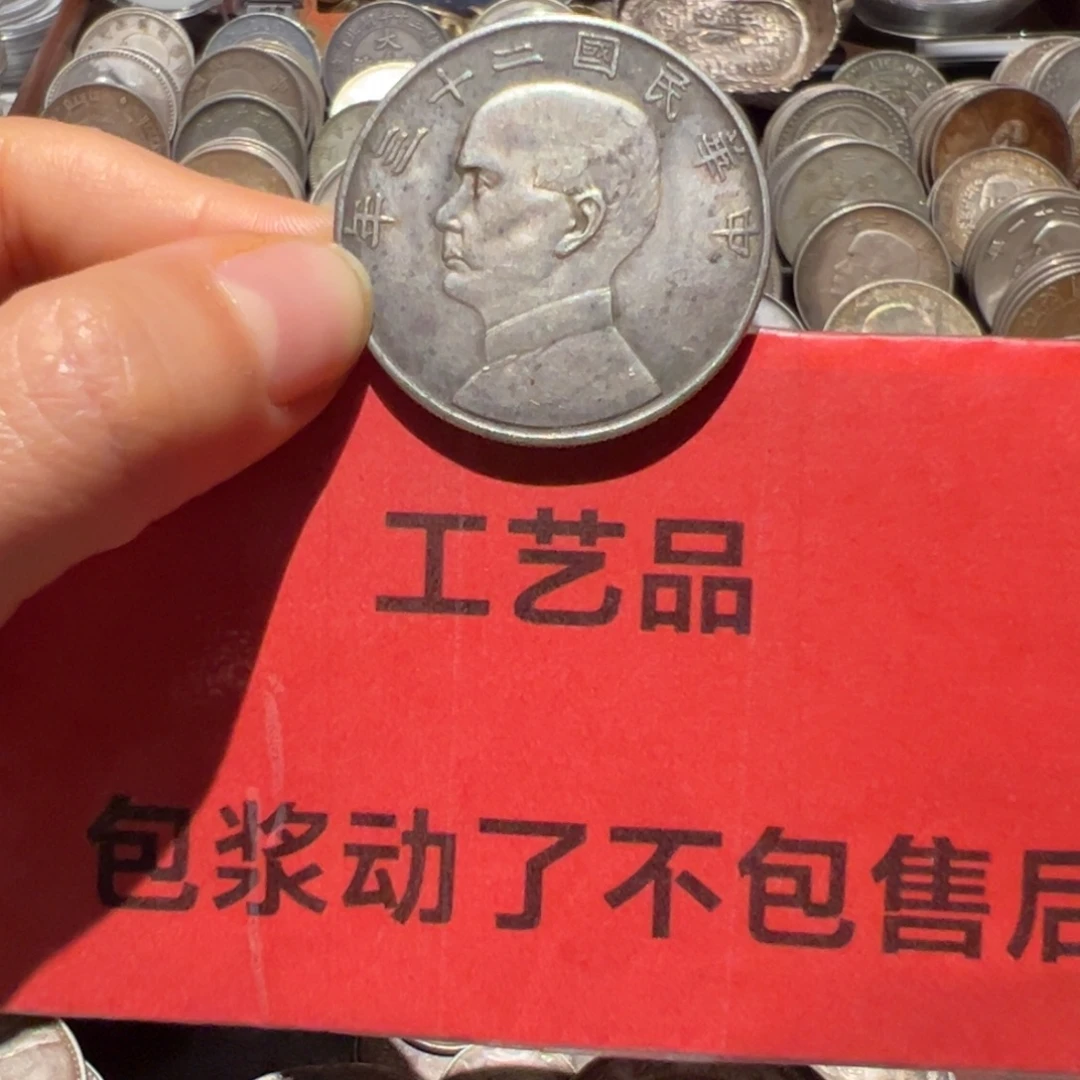 中華民國二十三年
工艺品
包浆动了不包售后